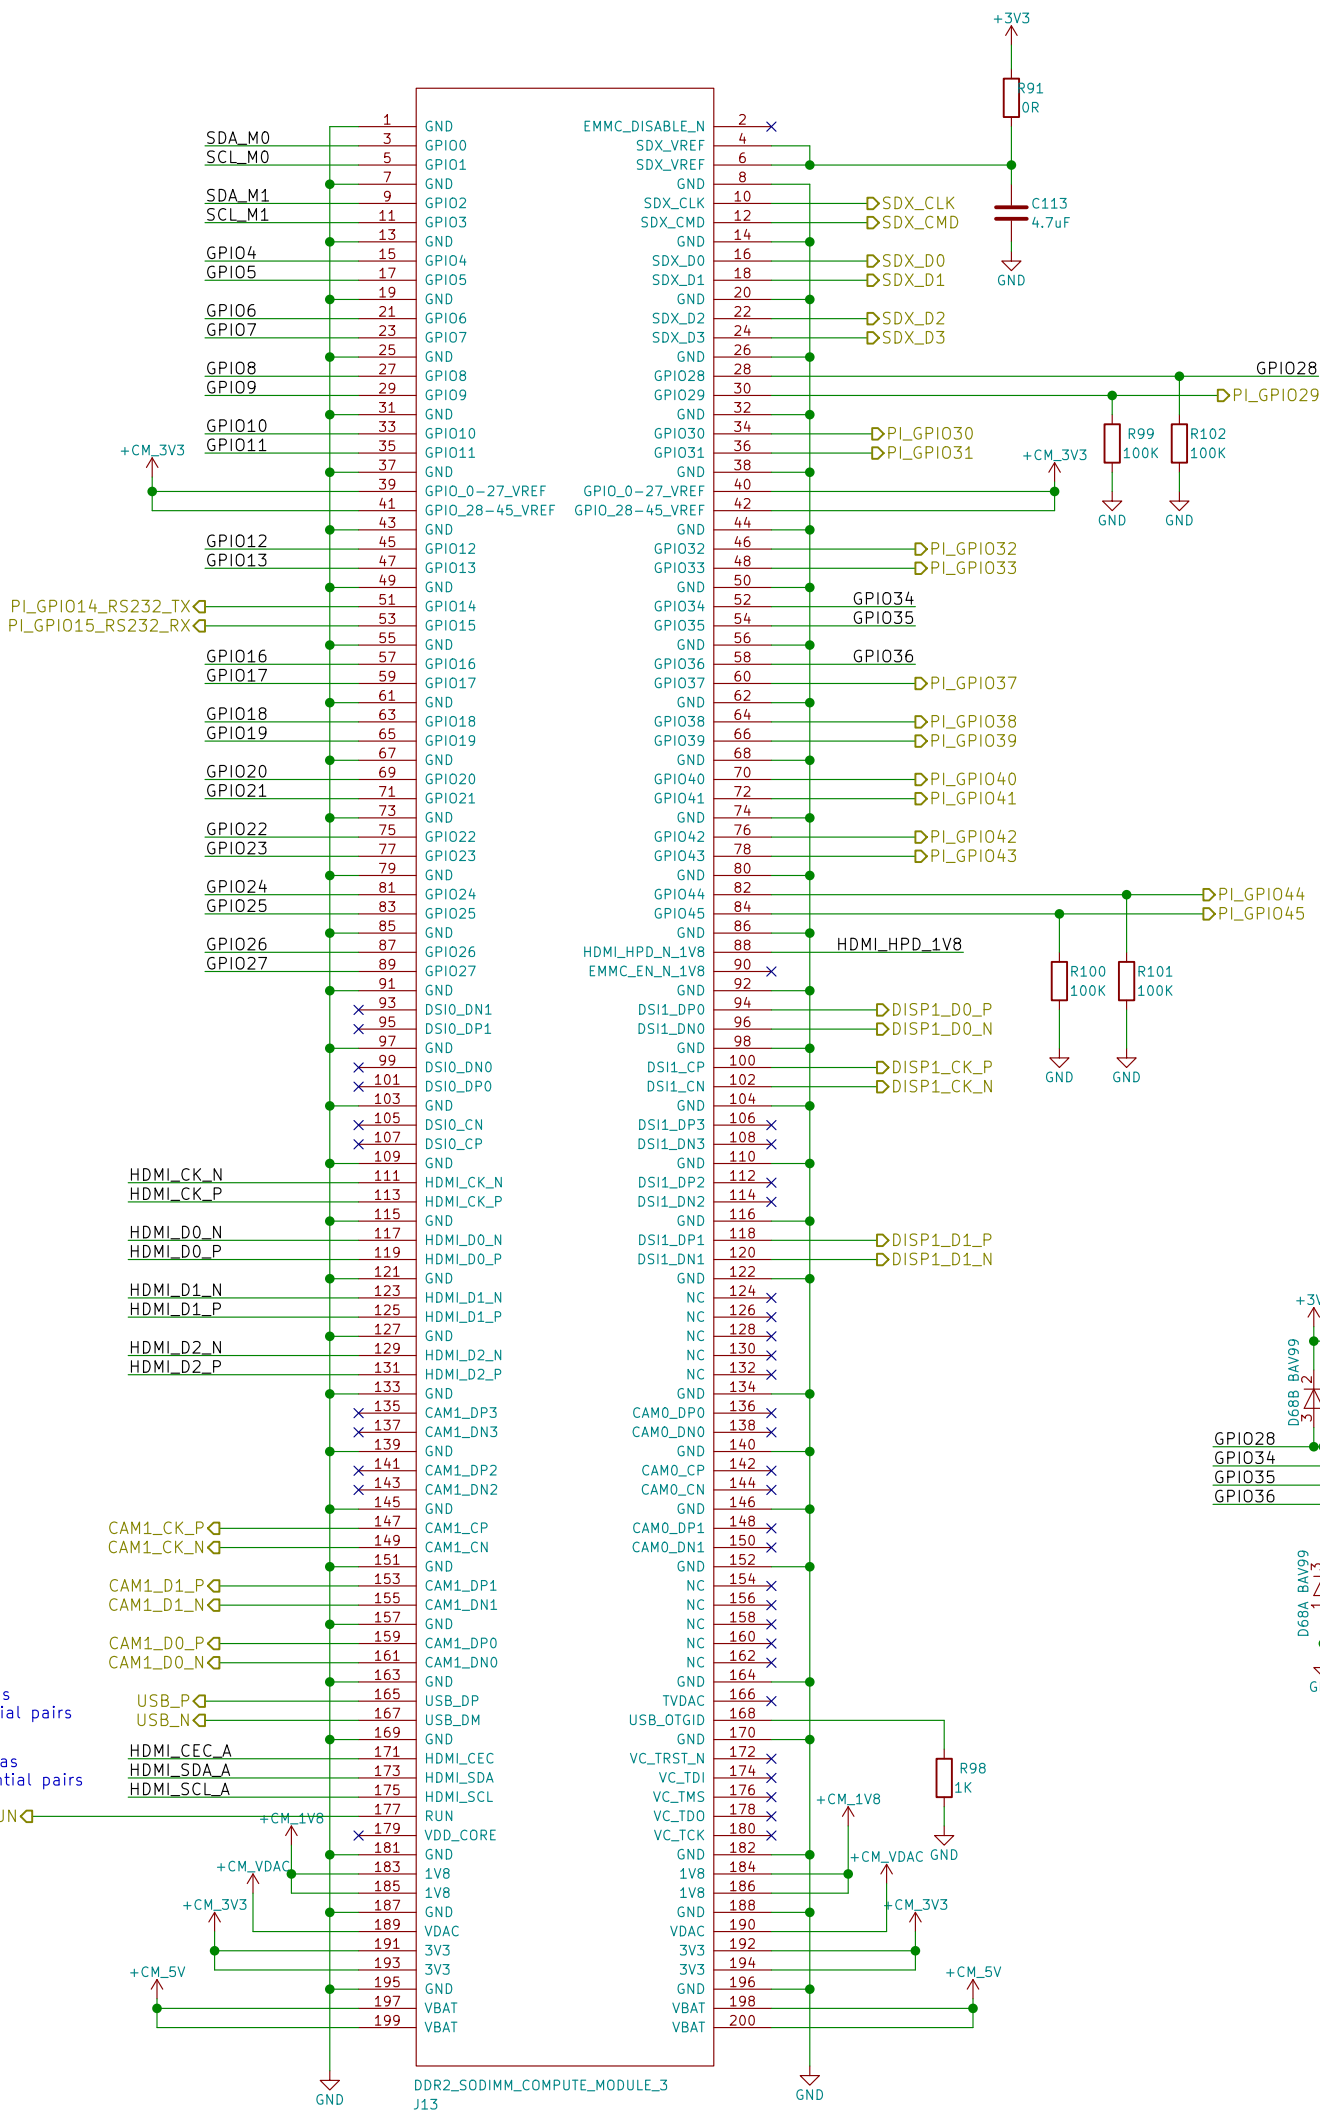 +3V3
R91
0R
1 GND EMMC_DISABLE_N 2
SDA_M0 3 GPIO0 SDX_VREF 4
SCL_M0 5 GPIO1 SDX_VREF 6
7 GND GND 8
SDA_M1 9 GPIO2 SDX_CLK 10 SDX_CLK C113
SCL_M1 11 GPIO3 SDX_CMD 12 SDX_CMD 4.7uF
13 GND GND 14
GPIO4 15 GPIO4 SDX_D0 16 SDX_D0
GPIO5 17 GPIO5 SDX_D1 18 SDX_D1 GND
19 GND GND 20
GPIO6 21 GPIO6 SDX_D2 22 SDX_D2
GPIO7 23 GPIO7 SDX_D3 24 SDX_D3
25 GND GND 26
GPIO8 27 GPIO8 GPIO28 28 GPIO28
GPIO9 29 GPIO9 GPIO29 30 PI_GPIO29
31 GND GND 32
GPIO10 33 GPIO10 GPIO30 34 PI_GPIO30 R99 R102
+CM_3V3 GPIO11 35 GPIO11 GPIO31 36 PI_GPIO31 +CM_3V3 100K 100K
37 GND GND 38
39 GPIO_0-27_VREF GPIO_0-27_VREF 40
41 GPIO_28-45_VREF GPIO_28-45_VREF 42 GND GND
43 GND GND 44
GPIO12 45 GPIO12 GPIO32 46 PI_GPIO32
GPIO13 47 GPIO13 GPIO33 48 PI_GPIO33
49 GND GND 50
PI_GPIO14_RS232_TX 51 GPIO14 GPIO34 52 GPIO34
PI_GPIO15_RS232_RX 53 GPIO15 GPIO35 54 GPIO35
55 GND GND 56
GPIO16 57 GPIO16 GPIO36 58 GPIO36
GPIO17 59 GPIO17 GPIO37 60 PI_GPIO37
61 GND GND 62
GPIO18 63 GPIO18 GPIO38 64 PI_GPIO38
GPIO19 65 GPIO19 GPIO39 66 PI_GPIO39
67 GND GND 68
GPIO20 69 GPIO20 GPIO40 70 PI_GPIO40
GPIO21 71 GPIO21 GPIO41 72 PI_GPIO41
73 GND GND 74
GPIO22 75 GPIO22 GPIO42 76 PI_GPIO42
GPIO23 77 GPIO23 GPIO43 78 PI_GPIO43
79 GND GND 80
GPIO24 81 GPIO24 GPIO44 82 PI_GPIO44
GPIO25 83 GPIO25 GPIO45 84 PI_GPIO45
85 GND GND 86
GPIO26 87 GPIO26 HDMI_HPD_N_1V8 88 HDMI_HPD_1V8
GPIO27 89 GPIO27 EMMC_EN_N_1V8 90 R100 R101
91 GND GND 92 100K 100K
93 DSI0_DN1 DSI1_DP0 94 DISP1_D0_P
95 DSI0_DP1 DSI1_DN0 96 DISP1_D0_N
97 GND GND 98
99 DSI0_DN0 DSI1_CP 100 DISP1_CK_P GND GND
101 DSI0_DP0 DSI1_CN 102 DISP1_CK_N
103 GND GND 104
105 DSI0_CN DSI1_DP3 106
107 DSI0_CP DSI1_DN3 108
109 GND GND 110
HDMI_CK_N 111 HDMI_CK_N DSI1_DP2 112
HDMI_CK_P 113 HDMI_CK_P DSI1_DN2 114
115 GND GND 116
HDMI_D0_N 117 HDMI_D0_N DSI1_DP1 118 DISP1_D1_P
HDMI_D0_P 119 HDMI_D0_P DSI1_DN1 120 DISP1_D1_N
121 GND GND 122
HDMI_D1_N 123 HDMI_D1_N NC 124 +3V
HDMI_D1_P 125 HDMI_D1_P NC 126
127 GND NC 128
HDMI_D2_N 129 HDMI_D2_N NC 130
HDMI_D2_P 131 HDMI_D2_P NC 132 D68B BAV99 2
133 GND GND 134
135 CAM1_DP3 CAM0_DP0 136 3
137 CAM1_DN3 CAM0_DN0 138
139 GND GND 140 GPIO28
141 CAM1_DP2 CAM0_CP 142 GPIO34
143 CAM1_DN2 CAM0_CN 144 GPIO35
145 GND GND 146 GPIO36
CAM1_CK_P 147 CAM1_CP CAM0_DP1 148
CAM1_CK_N 149 CAM1_CN CAM0_DN1 150
151 GND GND 152 3
CAM1_D1_P 153 CAM1_DP1 NC 154 D68A BAV99
CAM1_D1_N 155 CAM1_DN1 NC 156 1
157 GND NC 158
CAM1_D0_P 159 CAM1_DP0 NC 160
CAM1_D0_N 161 CAM1_DN0 NC 162
163 GND GND 164 G
s
USB_P 165 USB_DP TVDAC 166
ial pairs
USB_N 167 USB_DM USB_OTGID 168
169 GND GND 170
as
HDMI_CEC_A 171 HDMI_CEC VC_TRST_N 172
ntial pairs HDMI_SDA_A 173 HDMI_SDA VC_TDI 174 R98
HDMI_SCL_A 175 HDMI_SCL VC_TMS 176 1K
UN +CM_1V8 177 RUN VC_TDO 178 +CM_1V8
179 VDD_CORE VC_TCK 180
181 GND GND 182 GND
+CM_VDAC 183 1V8 1V8 184 +CM_VDAC
185 1V8 1V8 186
+CM_3V3 187 GND GND 188 +CM_3V3
189 VDAC VDAC 190
191 3V3 3V3 192
+CM_5V 193 3V3 3V3 194 +CM_5V
195 GND GND 196
197 VBAT VBAT 198
199 VBAT VBAT 200
DDR2_SODIMM_COMPUTE_MODULE_3
GND J13 GND